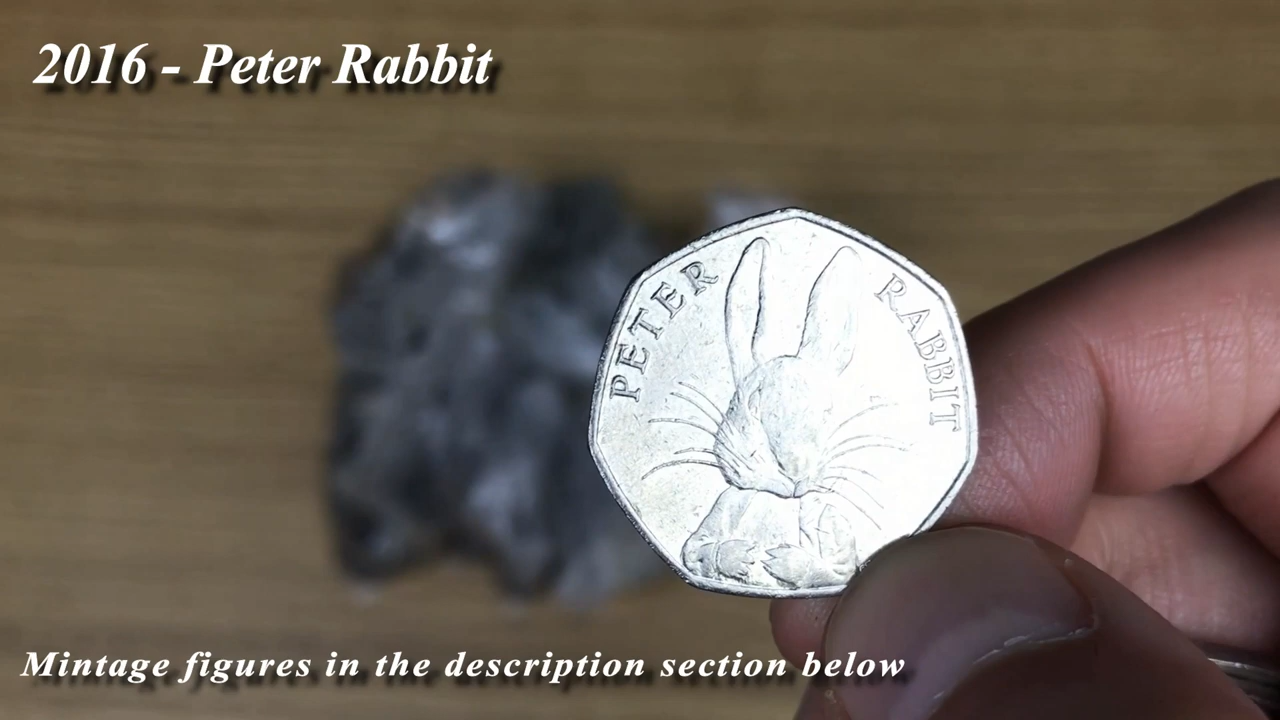 2016 - Peter Rabbit
PETER RABBIT
Mintage figures in the description section below